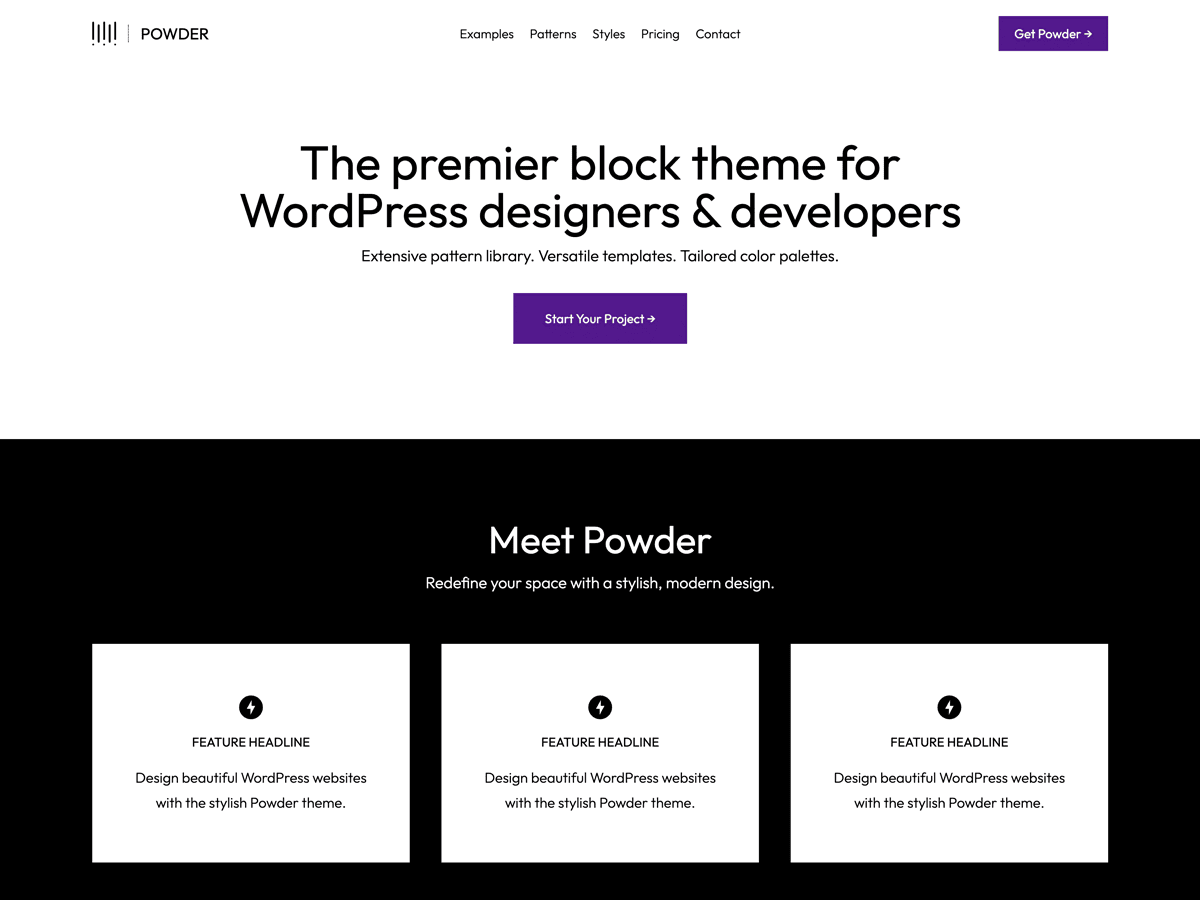 POWDER
Examples Patterns Styles Pricing Contact
Get Powder →
The premier block theme for
WordPress designers & developers
Extensive pattern library. Versatile templates. Tailored color palettes.
Start Your Project →
Meet Powder
Redefine your space with a stylish, modern design.
FEATURE HEADLINE
Design beautiful WordPress websites
with the stylish Powder theme.
FEATURE HEADLINE
Design beautiful WordPress websites
with the stylish Powder theme.
FEATURE HEADLINE
Design beautiful WordPress websites
with the stylish Powder theme.